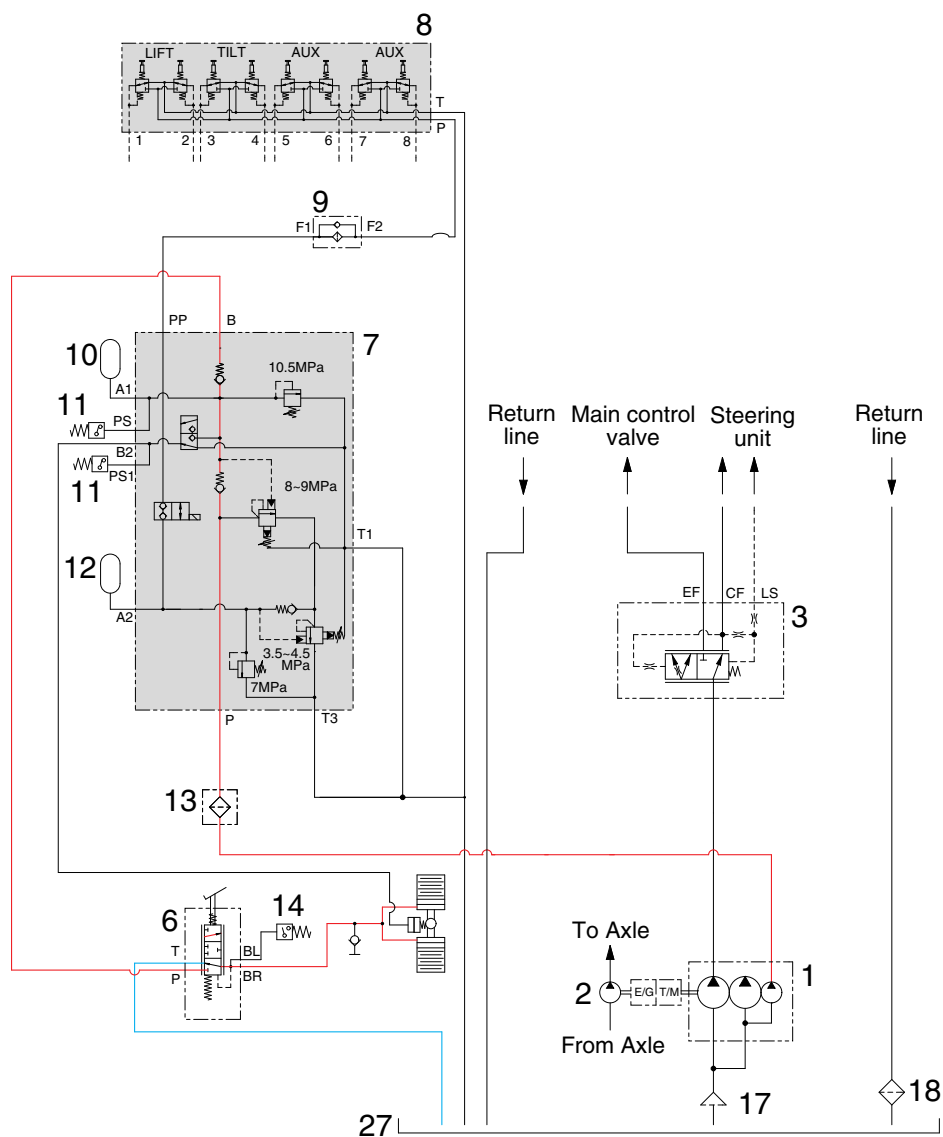 8
LIFT TILT AUX AUX
T
P
1 2 3 4 5 6 7 8
9
F1 F2
PP B
7
10
10.5MPa
A1
11
PS
B2
PS1
11
8~9MPa
T1
12
A2
3.5~4.5
MPa
7MPa
P T3
Return
line
Main control
valve
Steering
unit
Return
line
EF CF LS
3
13
6
14
T
BL
P
BR
To Axle
2
E/G T/M
1
From Axle
17
18
27